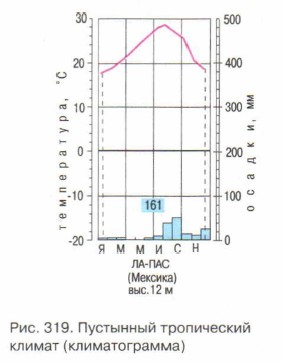 30
20
10
0
-10
-20
температура, °С
500
400
300
200
100
0
осадки, мм
161
Я М М И С Н
ЛА-ПАС
(Мексика)
выс.12 м
Рис. 319. Пустынный тропический
климат (климатограмма)